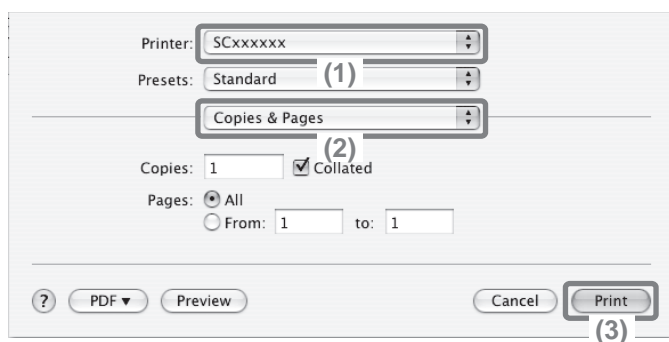 Printer: SCxxxxxx
(1)
Presets: Standard
Copies & Pages
(2)
Copies: 1 Collated
Pages: All
From: 1 to: 1
? PDF Preview Cancel Print
(3)